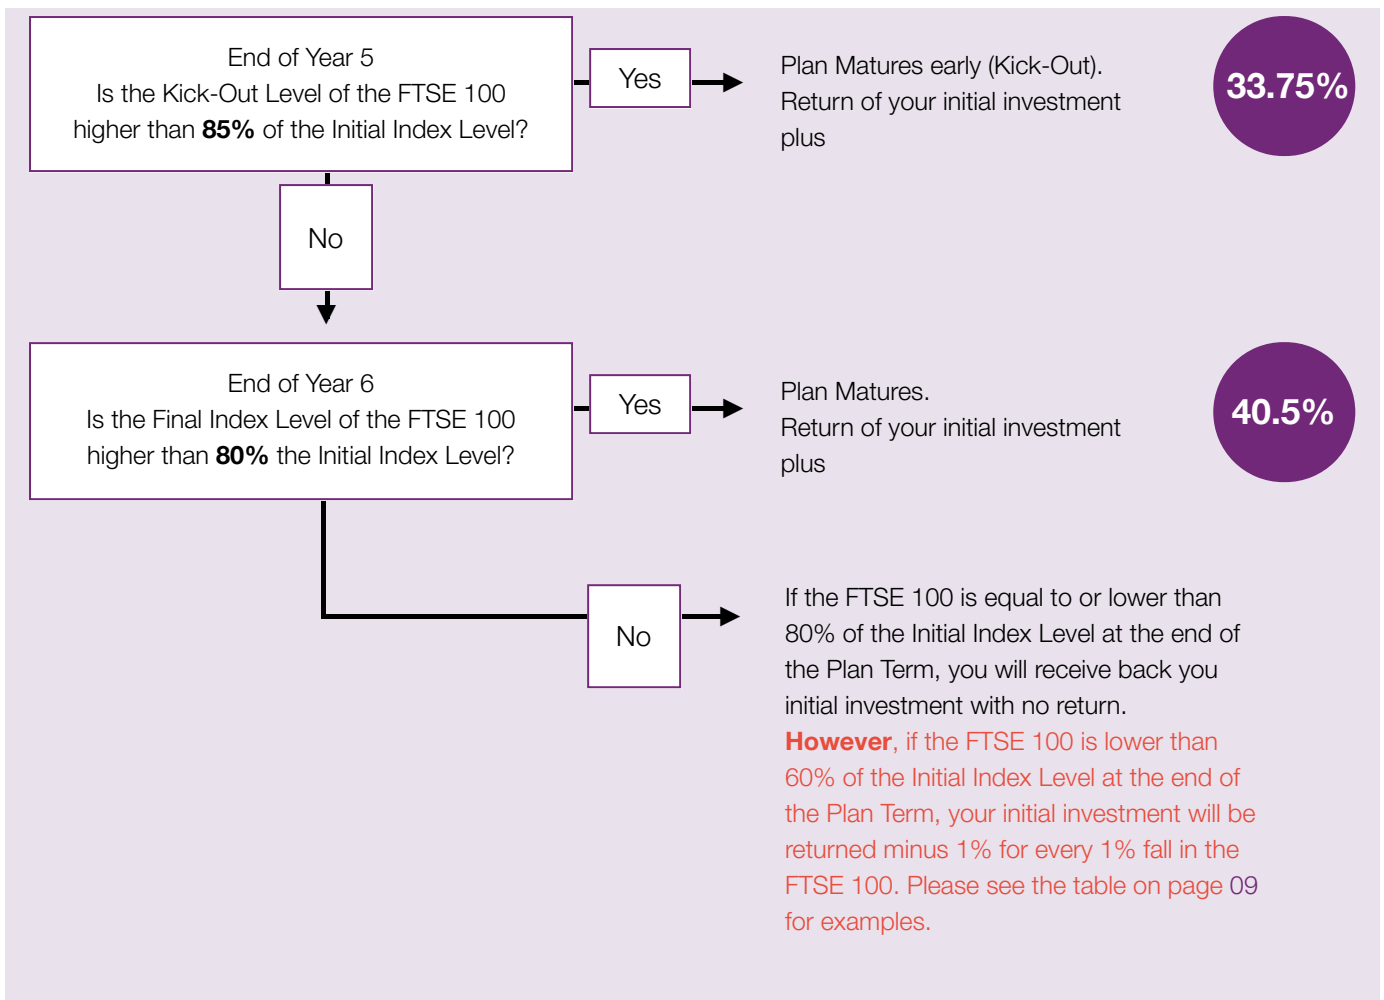 End of Year 5
Is the Kick-Out Level of the FTSE 100
higher than 85% of the Initial Index Level?
Yes
Plan Matures early (Kick-Out).
Return of your initial investment
plus
33.75%
No
End of Year 6
Is the Final Index Level of the FTSE 100
higher than 80% the Initial Index Level?
Yes
Plan Matures.
Return of your initial investment
plus
40.5%
No
If the FTSE 100 is equal to or lower than
80% of the Initial Index Level at the end of
the Plan Term, you will receive back you
initial investment with no return.
However, if the FTSE 100 is lower than
60% of the Initial Index Level at the end of
the Plan Term, your initial investment will be
returned minus 1% for every 1% fall in the
FTSE 100. Please see the table on page 09
for examples.